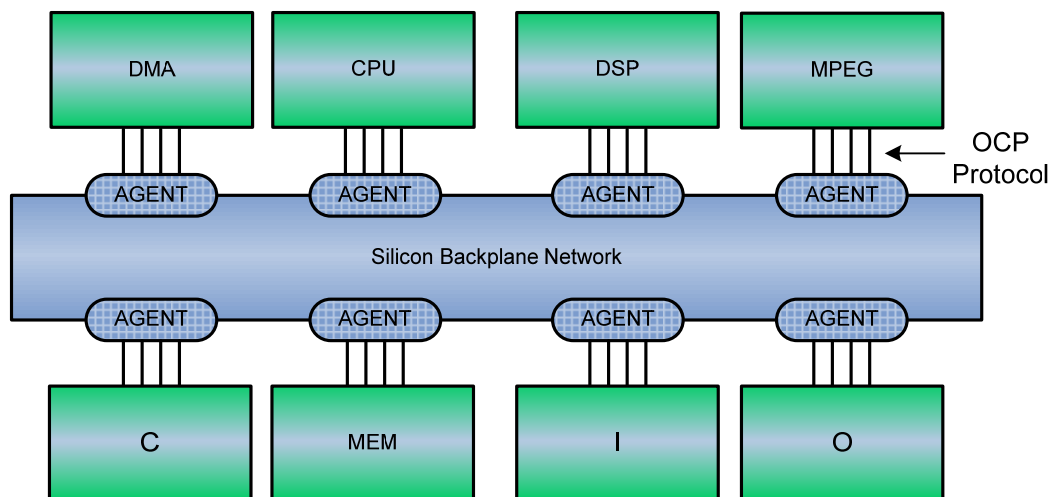 DMA
CPU
DSP
MPEG
OCP
Protocol
AGENT
AGENT
AGENT
AGENT
Silicon Backplane Network
AGENT
AGENT
AGENT
AGENT
C
MEM
I
O